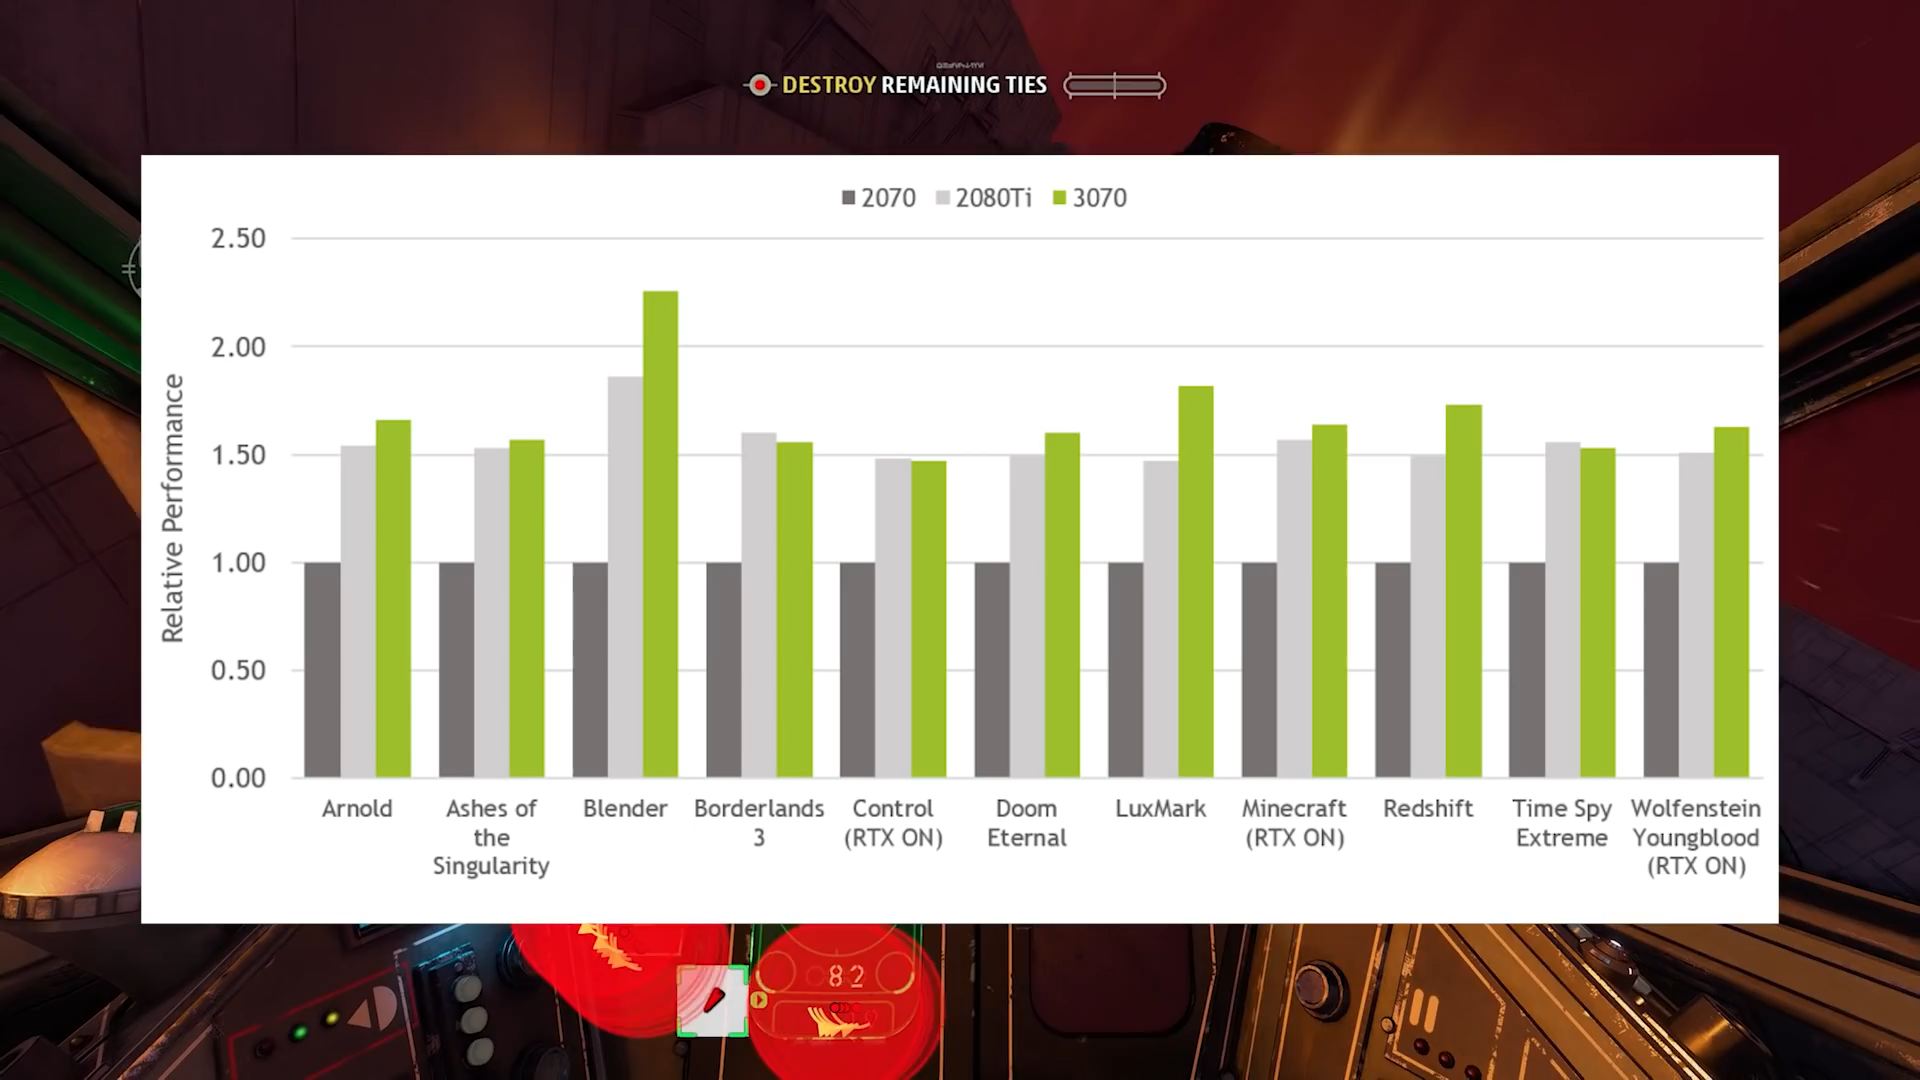 DESTROY REMAINING TIES
2070 2080Ti 3070
2.50
2.00
1.50
1.00
0.50
0.00
Relative Performance
Arnold
Ashes of
the
Singularity
Blender
Borderlands
3
Control
(RTX ON)
Doom
Eternal
LuxMark
Minecraft
(RTX ON)
Redshift
Time Spy
Extreme
Wolfenstein
Youngblood
(RTX ON)
82